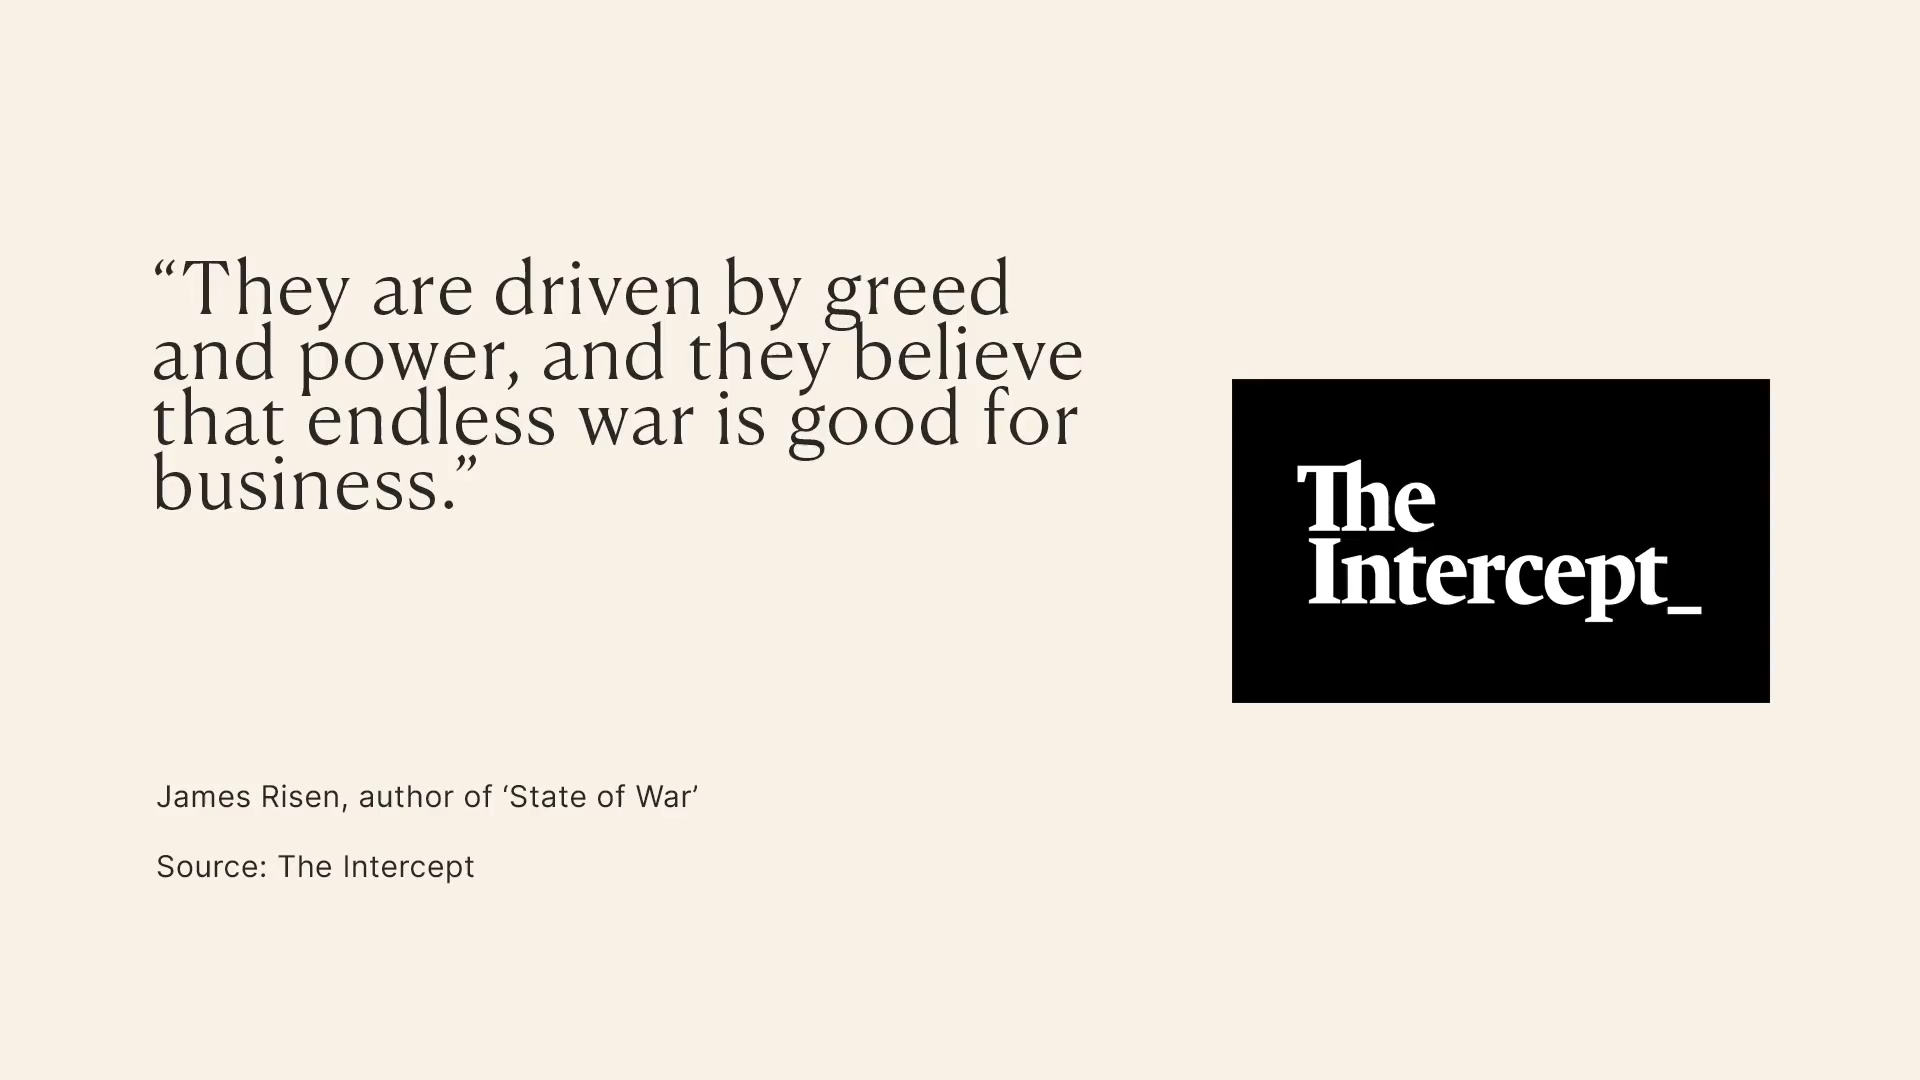 “They are driven by greed
and power, and they believe
that endless war is good for
business.”
The
Intercept_
James Risen, author of ‘State of War’
Source: The Intercept